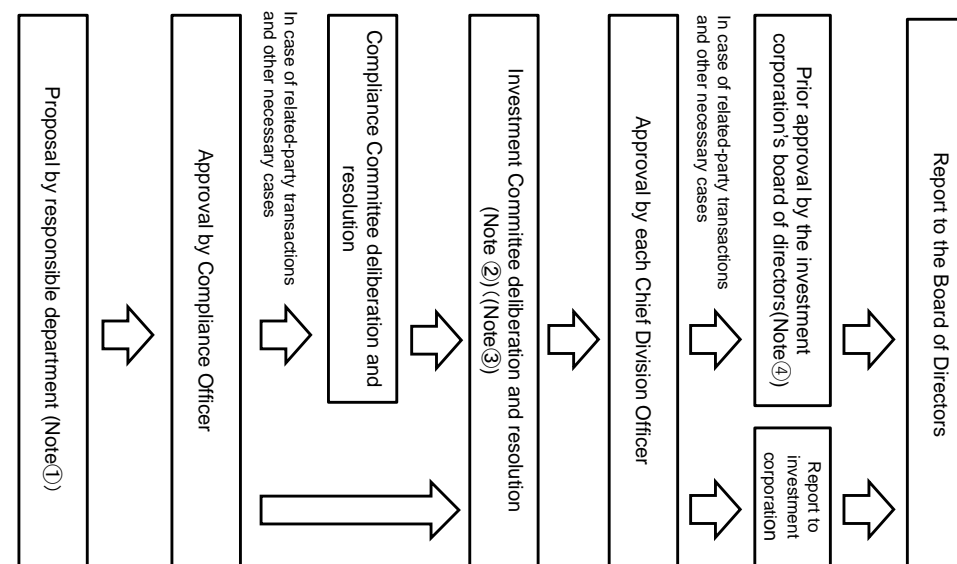 Proposal by responsible department (Note①)
Approval by Compliance Officer
In case of related-party transactions
and other necessary cases
Compliance Committee deliberation and
resolution
Investment Committee deliberation and resolution
(Note ②) ((Note③)
Approval by each Chief Division Officer
In case of related-party transactions
and other necessary cases
Prior approval by the investment
corporation's board of directors(Note④))
Report to
investment
corporation
Report to the Board of Directors